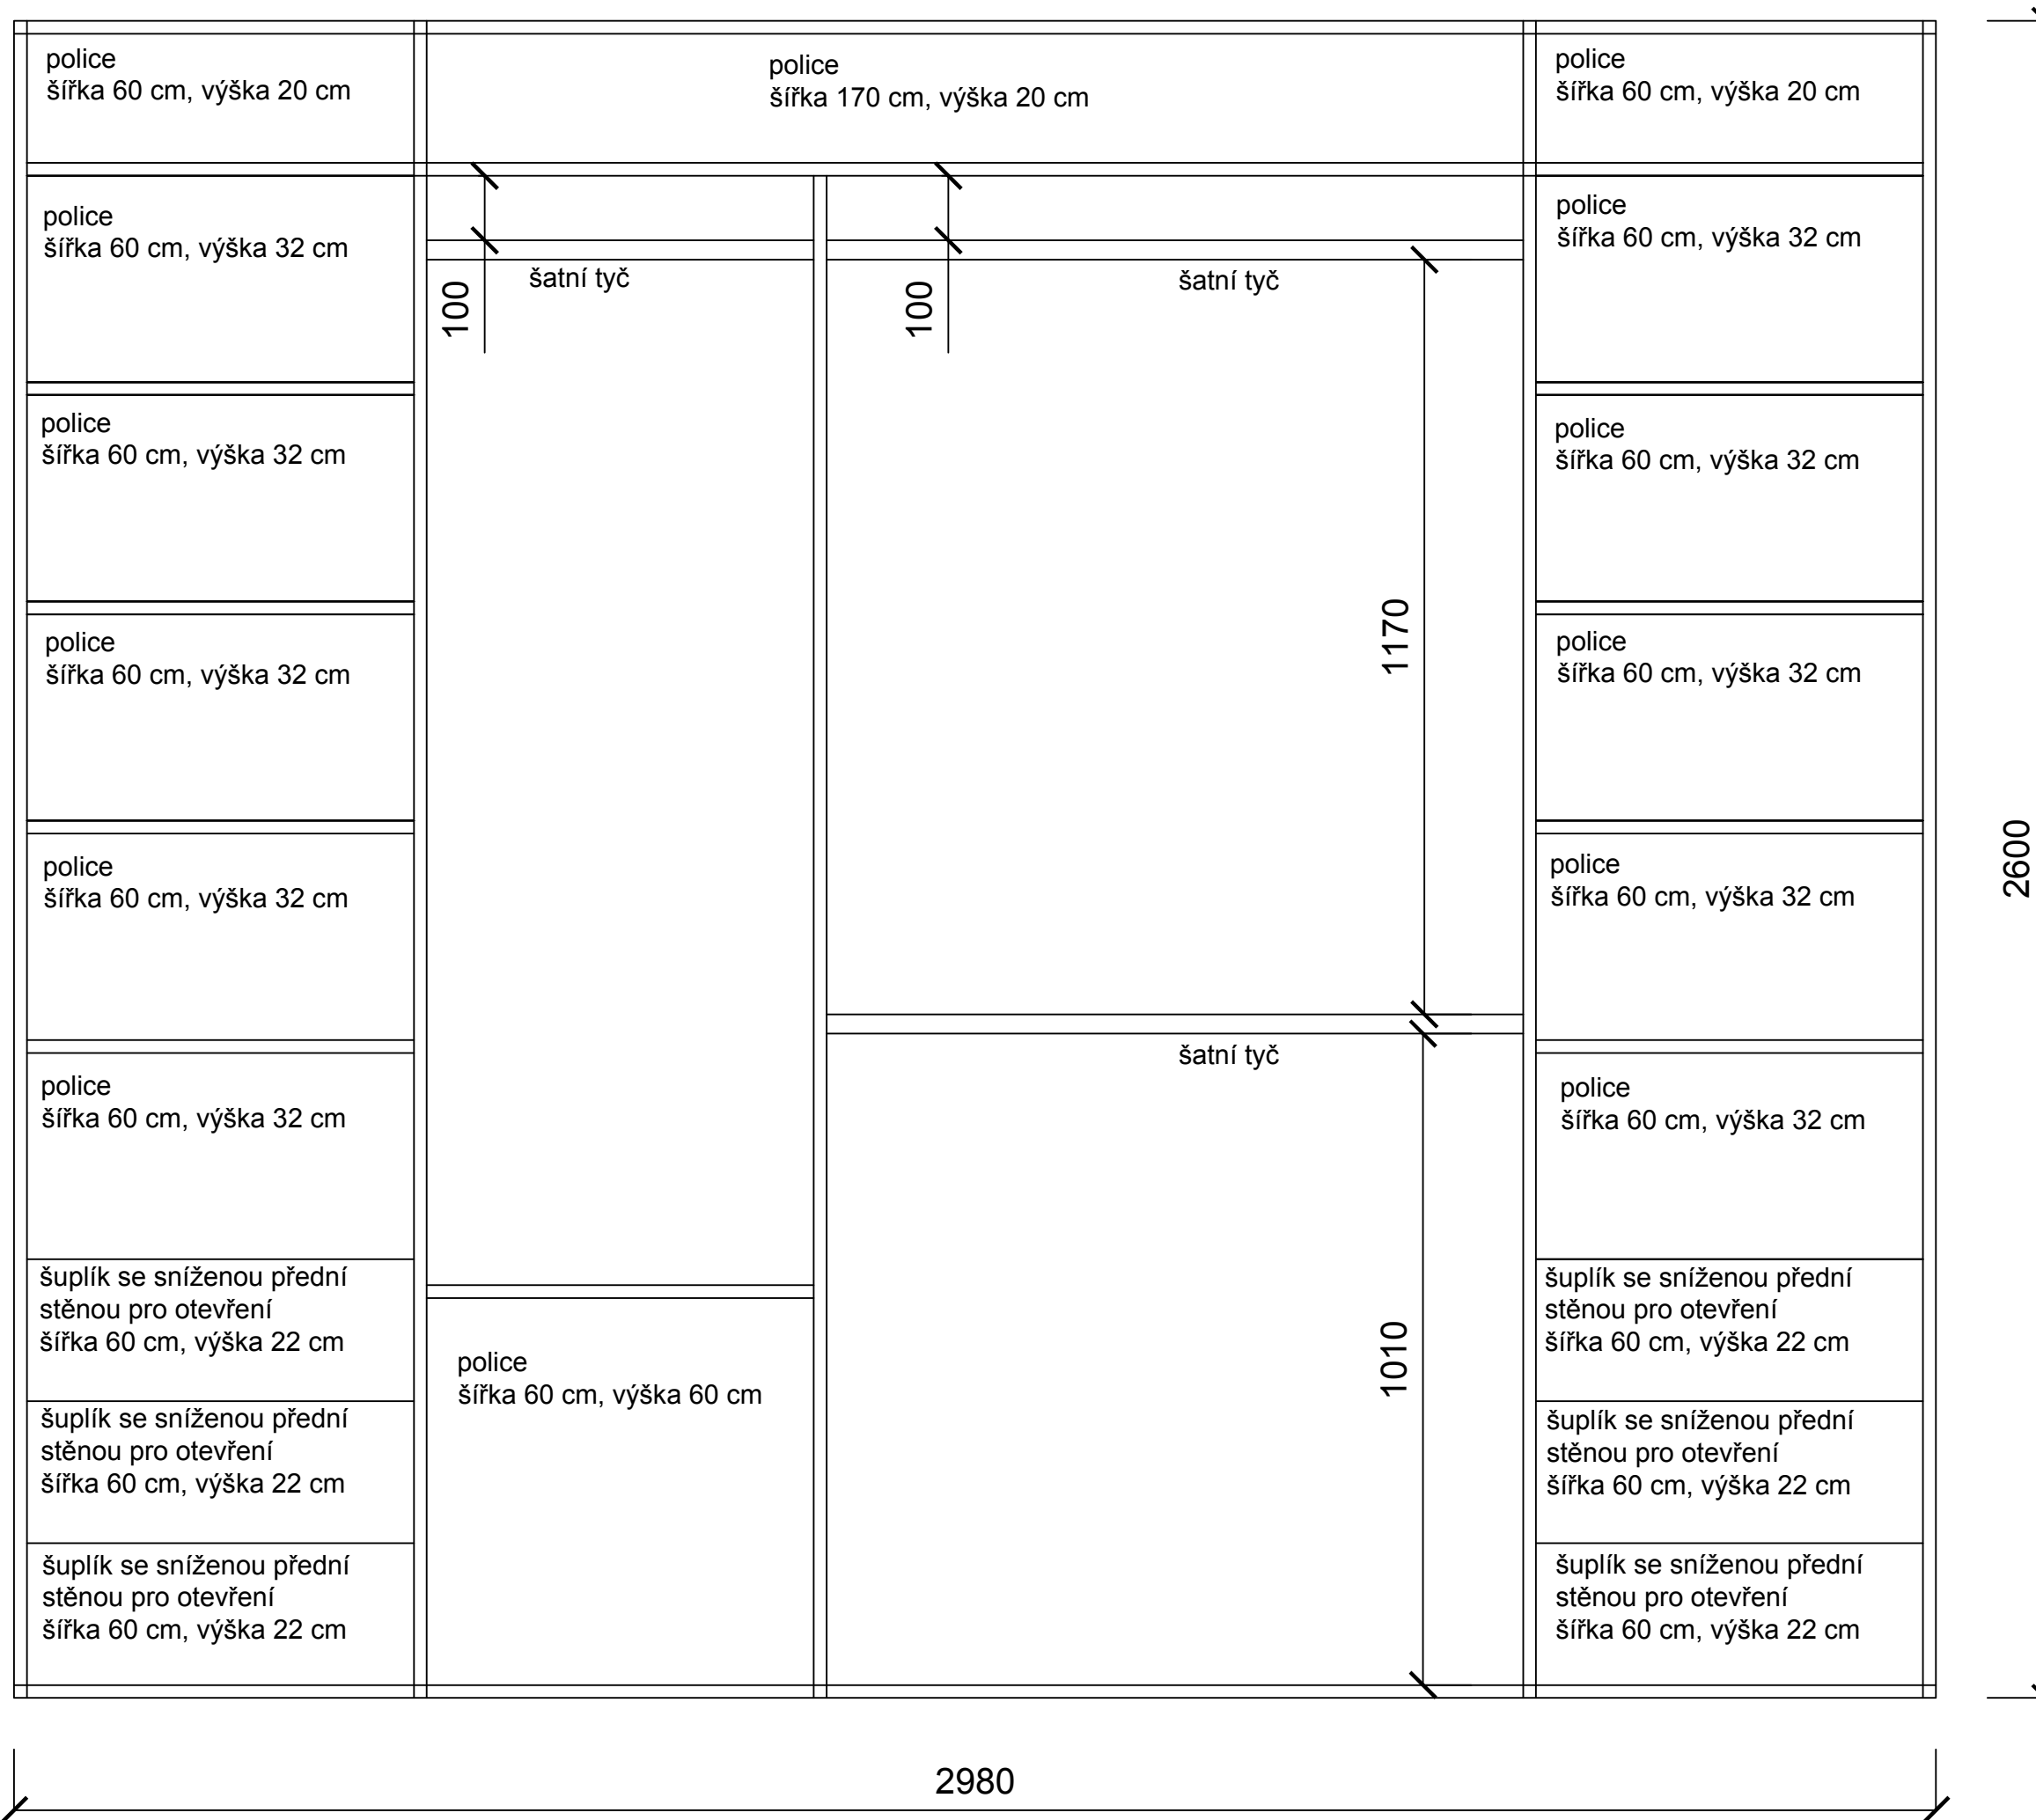 police
šířka 60 cm, výška 20 cm
police
šířka 170 cm, výška 20 cm
police
šířka 60 cm, výška 20 cm
police
šířka 60 cm, výška 32 cm
100
šatní tyč
100
šatní tyč
police
šířka 60 cm, výška 32 cm
police
šířka 60 cm, výška 32 cm
police
šířka 60 cm, výška 32 cm
police
šířka 60 cm, výška 32 cm
1170
police
šířka 60 cm, výška 32 cm
police
šířka 60 cm, výška 32 cm
police
šířka 60 cm, výška 32 cm
2600
šatní tyč
police
šířka 60 cm, výška 32 cm
police
šířka 60 cm, výška 32 cm
šuplík se sníženou přední
stěnou pro otevření
šířka 60 cm, výška 22 cm
police
šířka 60 cm, výška 60 cm
1010
šuplík se sníženou přední
stěnou pro otevření
šířka 60 cm, výška 22 cm
šuplík se sníženou přední
stěnou pro otevření
šířka 60 cm, výška 22 cm
šuplík se sníženou přední
stěnou pro otevření
šířka 60 cm, výška 22 cm
šuplík se sníženou přední
stěnou pro otevření
šířka 60 cm, výška 22 cm
šuplík se sníženou přední
stěnou pro otevření
šířka 60 cm, výška 22 cm
2980